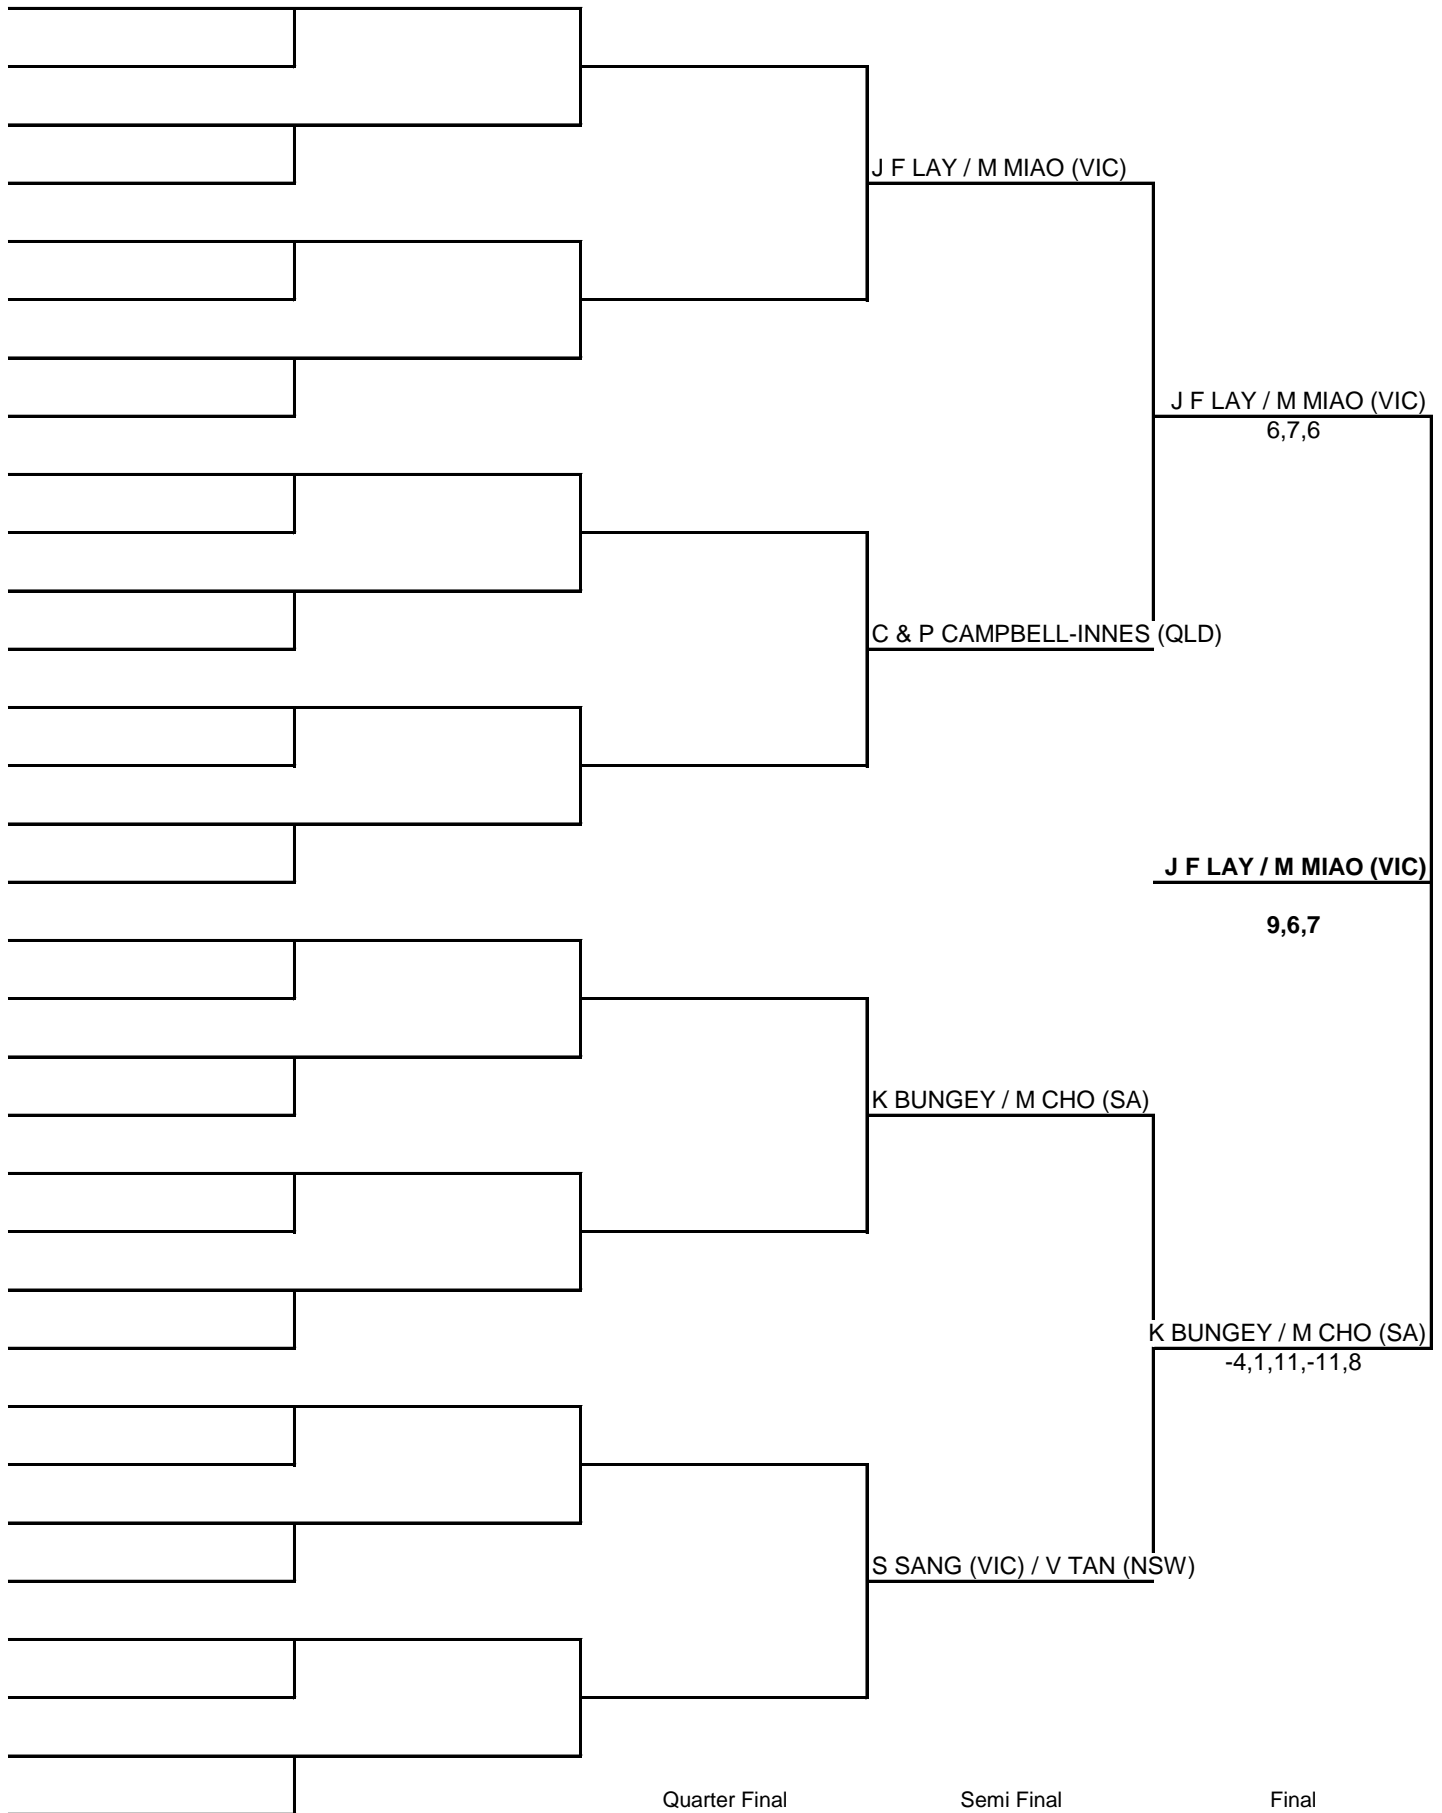 J F LAY / M MIAO (VIC)
J F LAY / M MIAO (VIC)
6,7,6
C & P CAMPBELL-INNES (QLD)
J F LAY / M MIAO (VIC)
9,6,7
K BUNGEY / M CHO (SA)
K BUNGEY / M CHO (SA)
-4,1,11,-11,8
S SANG (VIC) / V TAN (NSW)
Quarter Final Semi Final Final